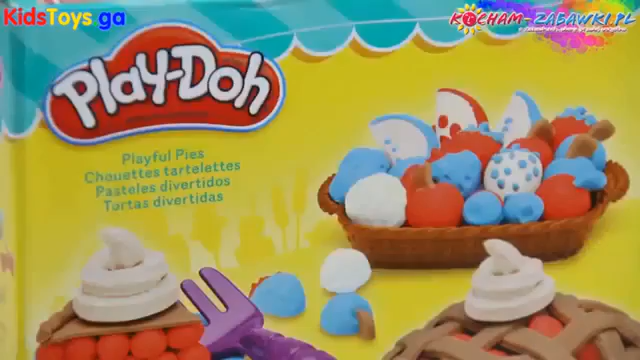 KidsToys ga
KOCHAM-ZABAWKI.PL
PLAY-DOH
Playful Pies
Chouettes tartelettes
Pasteles divertidos
Tortas divertidas